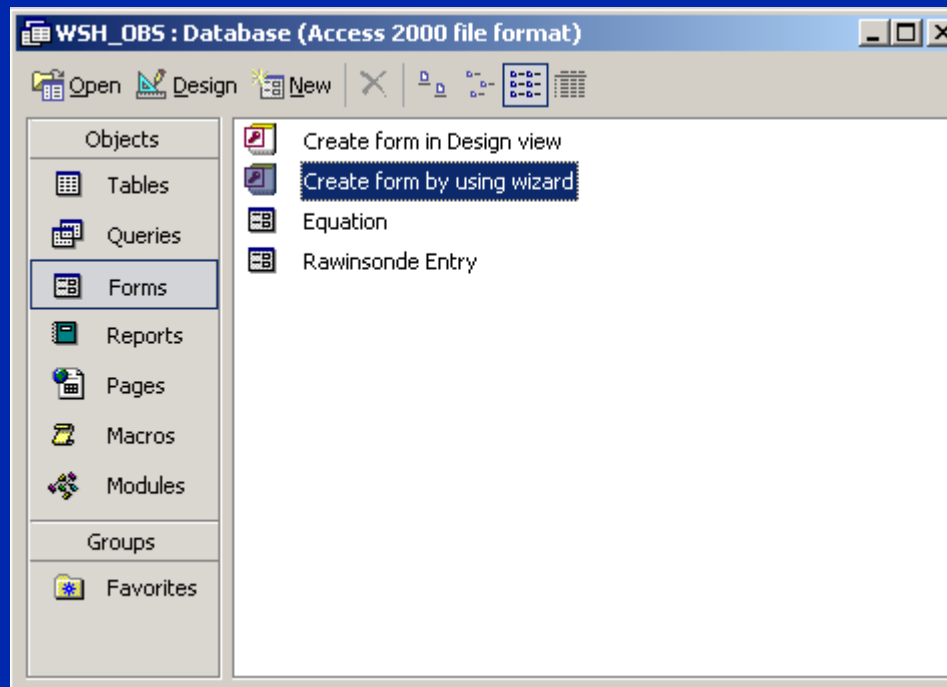 WSH_OBS : Database (Access 2000 file format)
Open Design New
Objects
Tables
Queries
Forms
Reports
Pages
Macros
Modules
Groups
Favorites
Create form in Design view
Create form by using wizard
Equation
Rawinsonde Entry